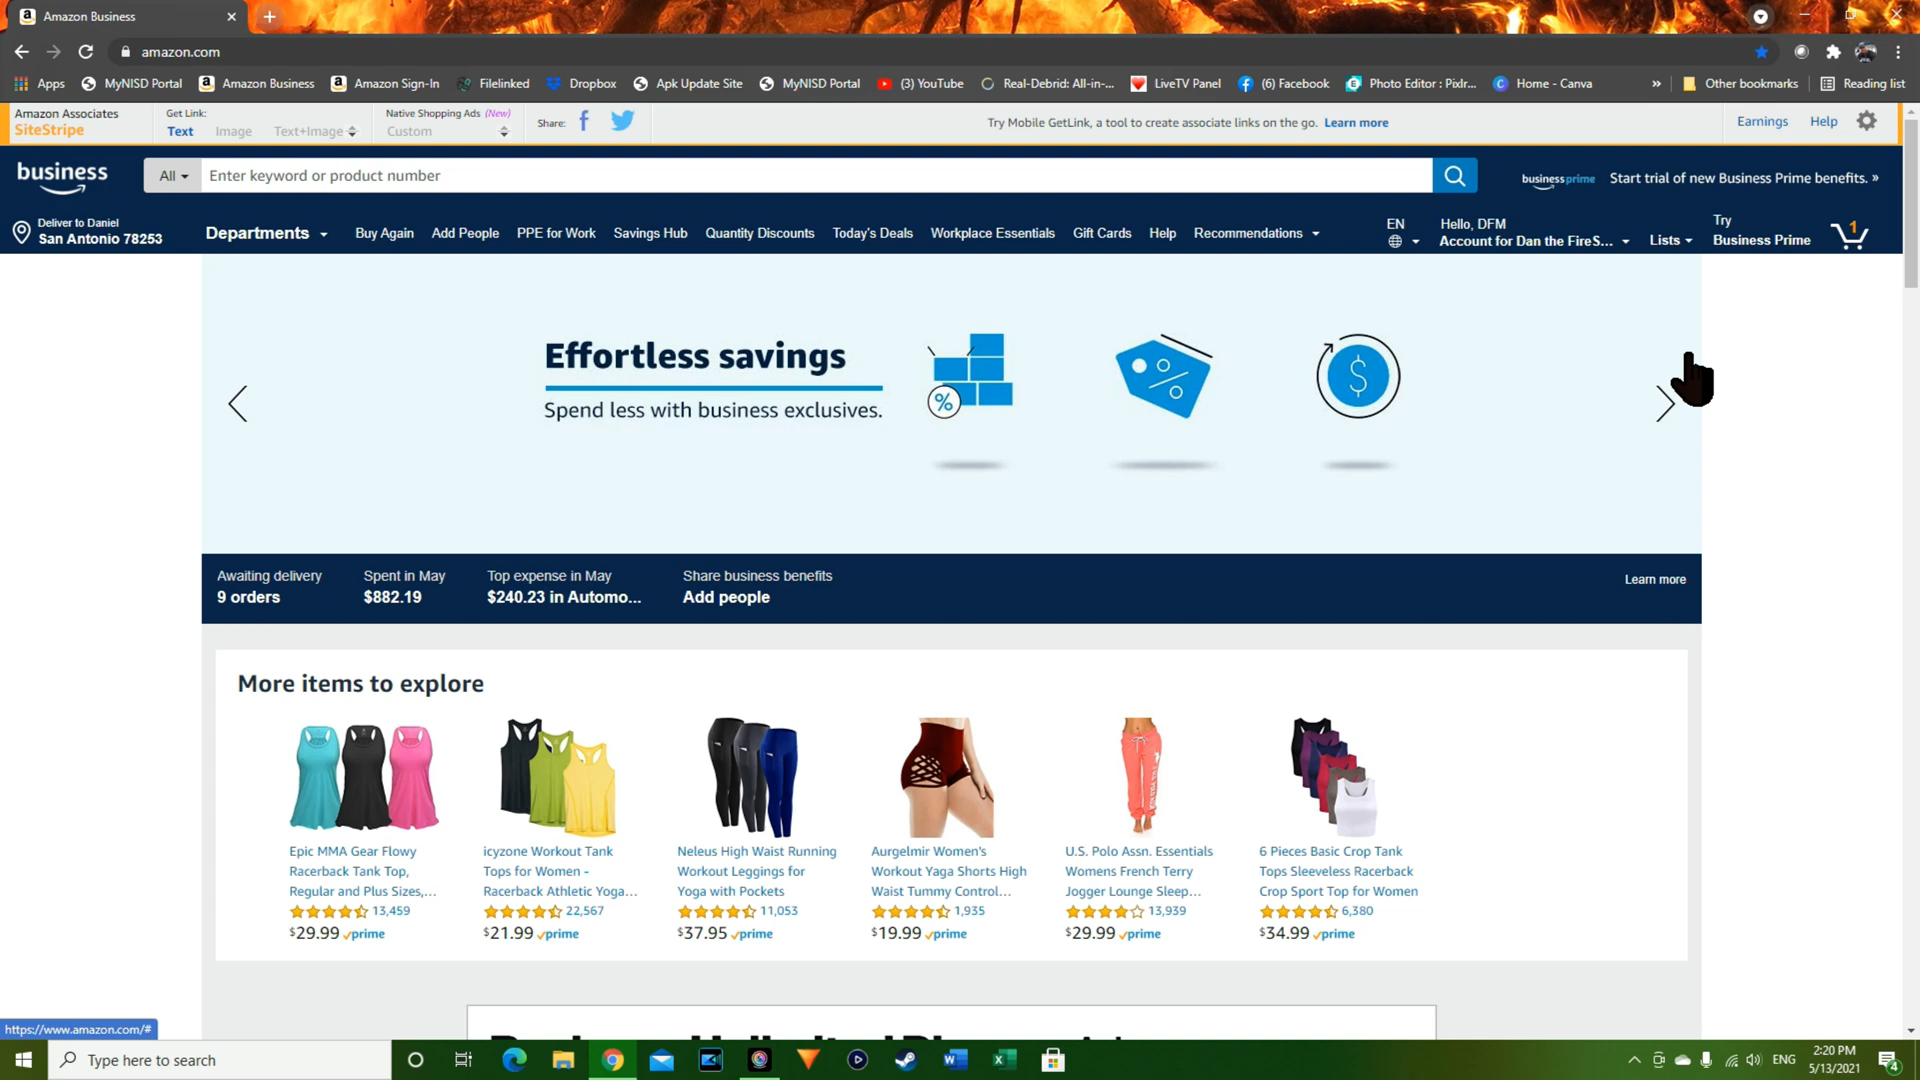 Amazon Business
amazon.com
Apps MyNISD Portal Amazon Business Amazon Sign-In Filelinked Dropbox Apk Update Site MyNISD Portal (3) YouTube Real-Debrid: All-in-... LiveTV Panel (6) Facebook Photo Editor : Pixlr... Home - Canva » Other bookmarks Reading list
Amazon Associates
SiteStripe
Get Link:
Text Image Text+Image
Native Shopping Ads (New)
Custom
Share:
Try Mobile GetLink, a tool to create associate links on the go. Learn more
Earnings Help
business
All
Enter keyword or product number
business prime Start trial of new Business Prime benefits. »
Deliver to Daniel
San Antonio 78253
Departments Buy Again Add People PPE for Work Savings Hub Quantity Discounts Today's Deals Workplace Essentials Gift Cards Help Recommendations
EN
Hello, DFM
Account for Dan the FireS...
Lists
Try
Business Prime
1
Effortless savings
Spend less with business exclusives.
%
$
Awaiting delivery
9 orders
Spent in May
$882.19
Top expense in May
$240.23 in Automo...
Share business benefits
Add people
Learn more
More items to explore
Epic MMA Gear Flowy
Racerback Tank Top,
Regular and Plus Sizes,...
13,459
$29.99 prime
icyzone Workout Tank
Tops for Women -
Racerback Athletic Yoga...
22,567
$21.99 prime
Neleus High Waist Running
Workout Leggings for
Yoga with Pockets
11,053
$37.95 prime
Aurgelmir Women's
Workout Yaga Shorts High
Waist Tummy Control...
1,935
$19.99 prime
U.S. Polo Assn. Essentials
Womens French Terry
Jogger Lounge Sleep...
13,939
$29.99 prime
6 Pieces Basic Crop Tank
Tops Sleeveless Racerback
Crop Sport Top for Women
6,380
$34.99 prime
https://www.amazon.com/#
Type here to search
ENG
2:20 PM
5/13/2021
4